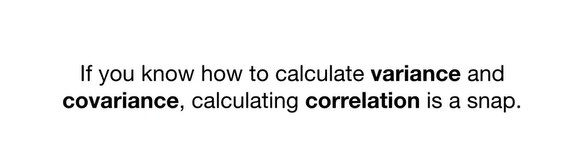 If you know how to calculate variance and
covariance, calculating correlation is a snap.